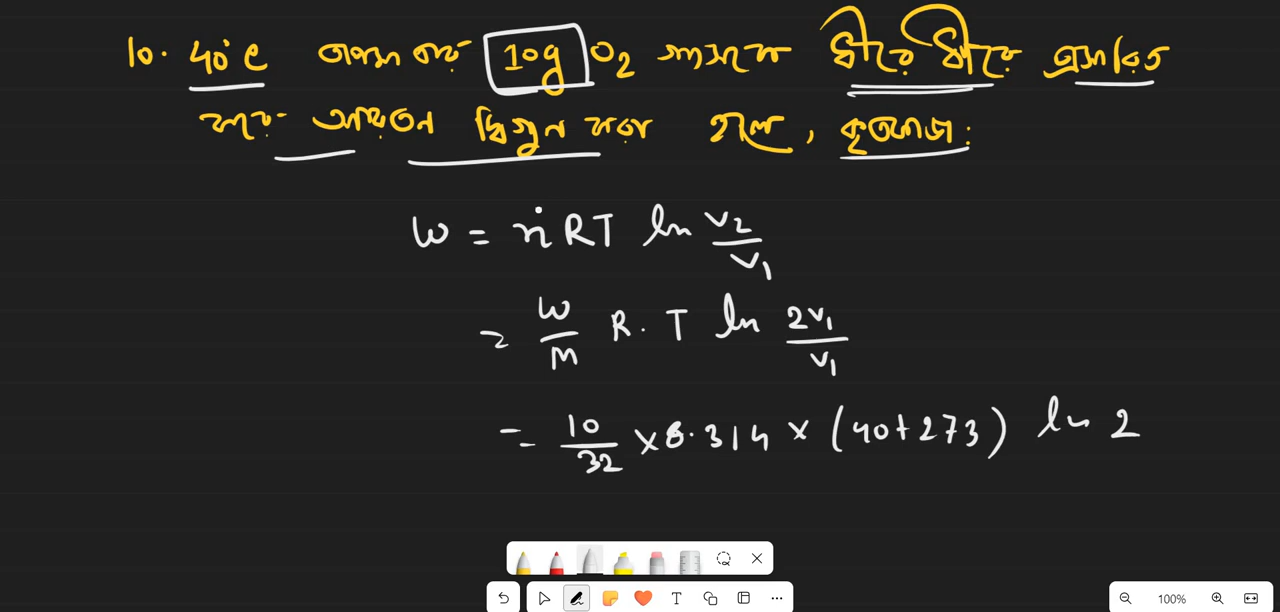 10. 40°C তাপমাত্রায় 10g O₂ গ্যাসকে ধীরে ধীরে প্রসারিত
করে আয়তন দ্বিগুন করা হলে, কৃতকাজ:
W = nRT ln V₂/V₁
= W/M R. T ln 2V₁/V₁
= 10/32 × 8.314 × (40+273) ln 2
100%